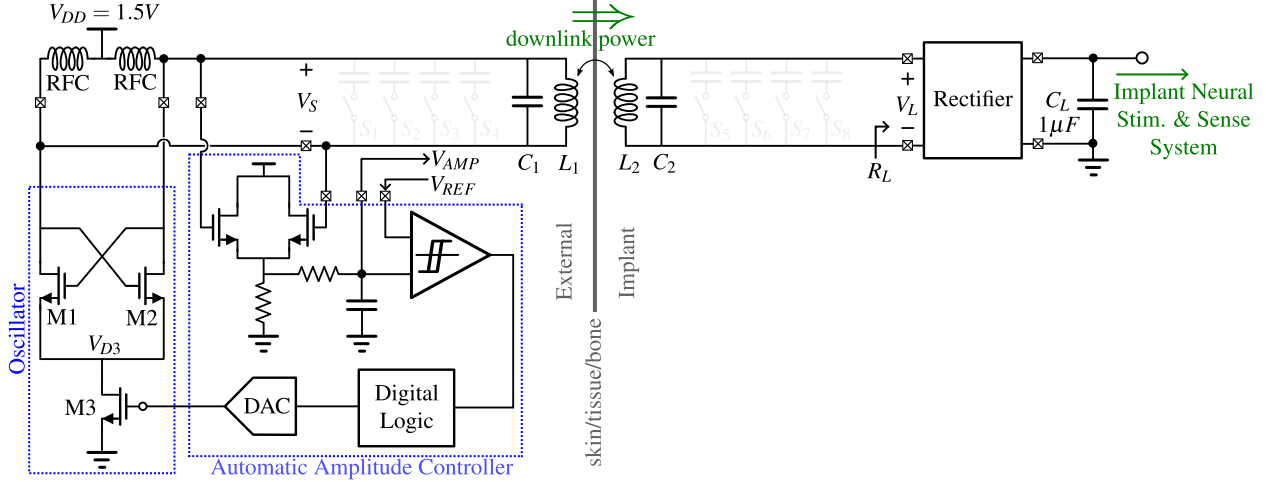 V_DD = 1.5V
downlink power
RFC
RFC
+
V_S
−
S_1
S_2
S_3
S_4
C_1
L_1
L_2
C_2
S_5
S_6
S_7
S_8
+
V_L
−
R_L
Rectifier
C_L
1μF
Implant Neural
Stim. & Sense
System
V_AMP
V_REF
External
Implant
skin/tissue/bone
Oscillator
M1
M2
V_D3
M3
DAC
Digital
Logic
Automatic Amplitude Controller